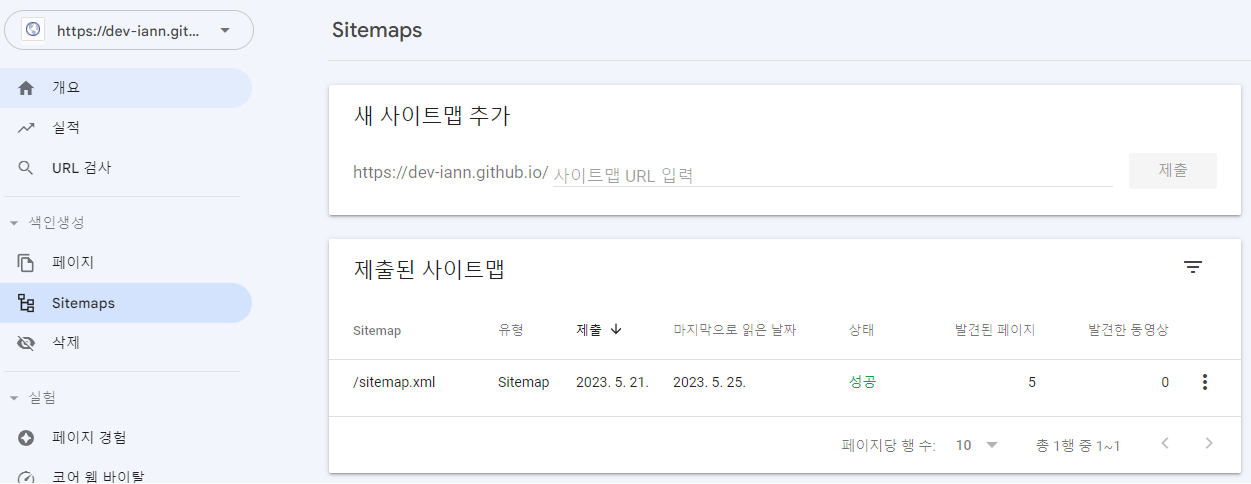 https://dev-iann.git...
개요
실적
URL 검사
색인생성
페이지
Sitemaps
삭제
실험
페이지 경험
코어 웹 바이탈
Sitemaps
새 사이트맵 추가
https://dev-iann.github.io/ 사이트맵 URL 입력 제출
제출된 사이트맵
Sitemap 유형 제출 마지막으로 읽은 날짜 상태 발견된 페이지 발견한 동영상
/sitemap.xml Sitemap 2023. 5. 21. 2023. 5. 25. 성공 5 0
페이지당 행 수: 10 총 1행 중 1~1